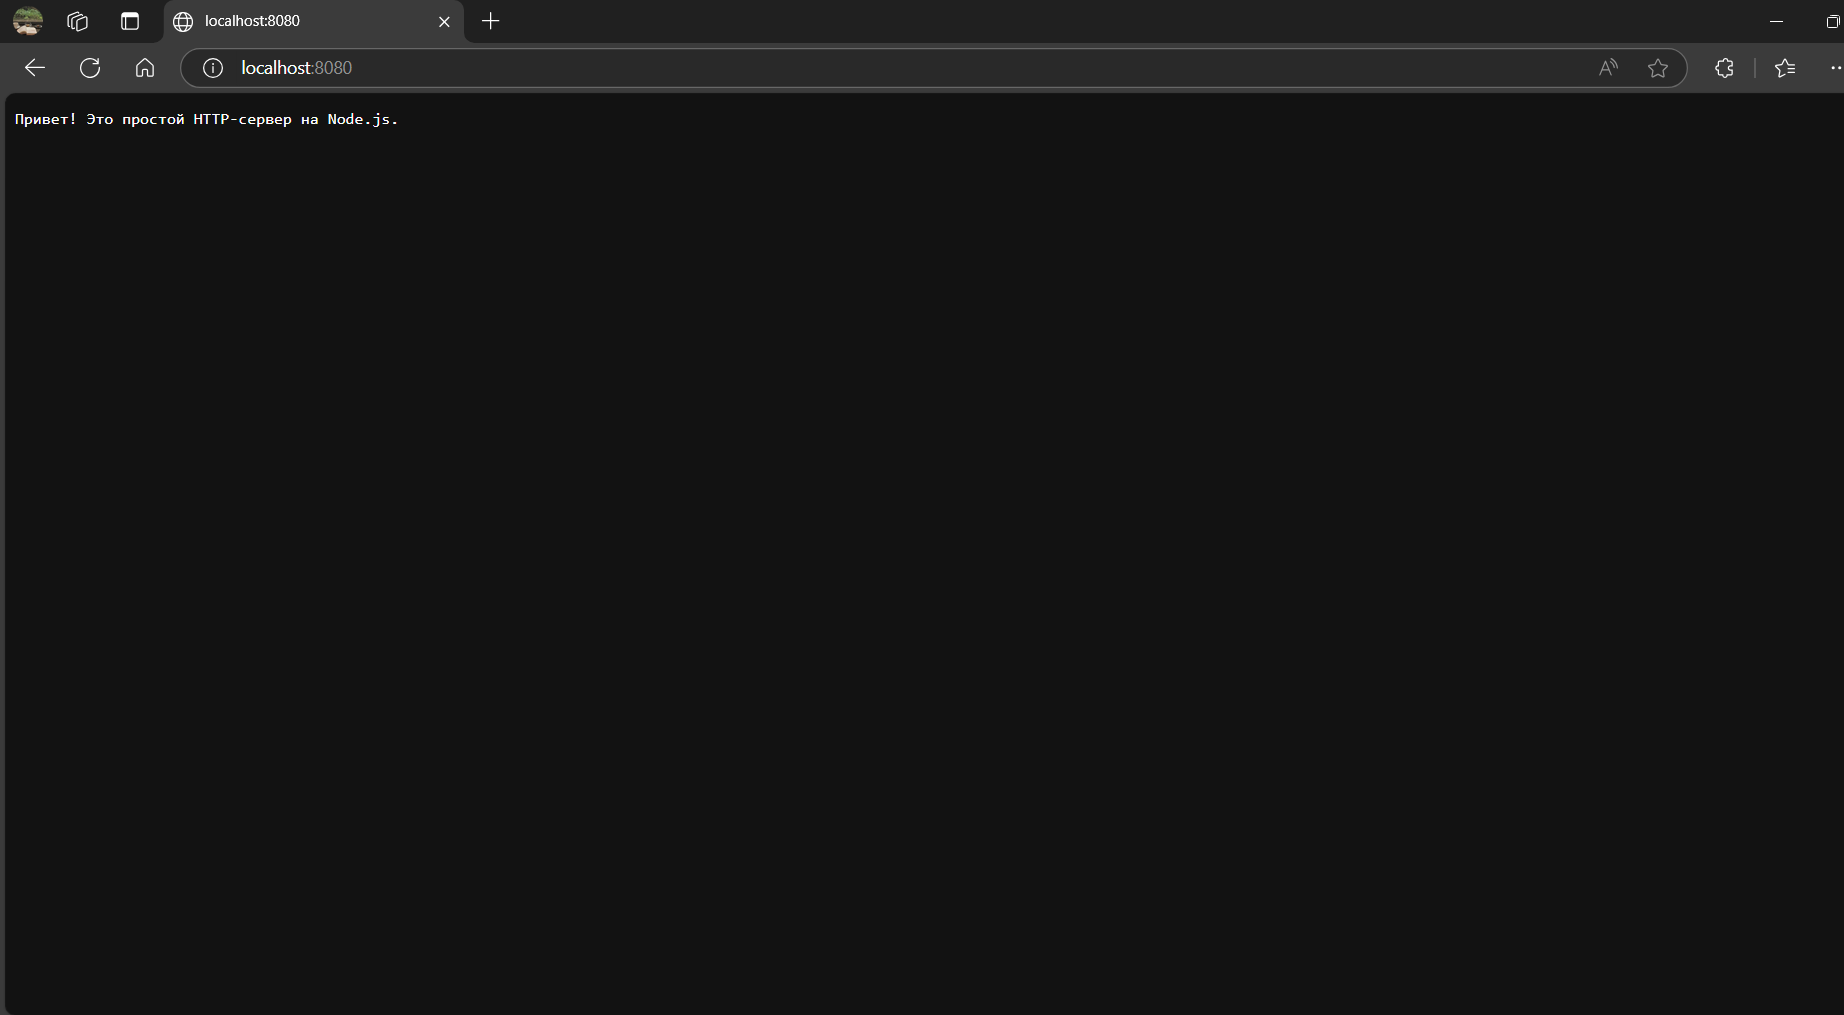 localhost:8080
localhost:8080
Привет! Это простой HTTP-сервер на Node.js.